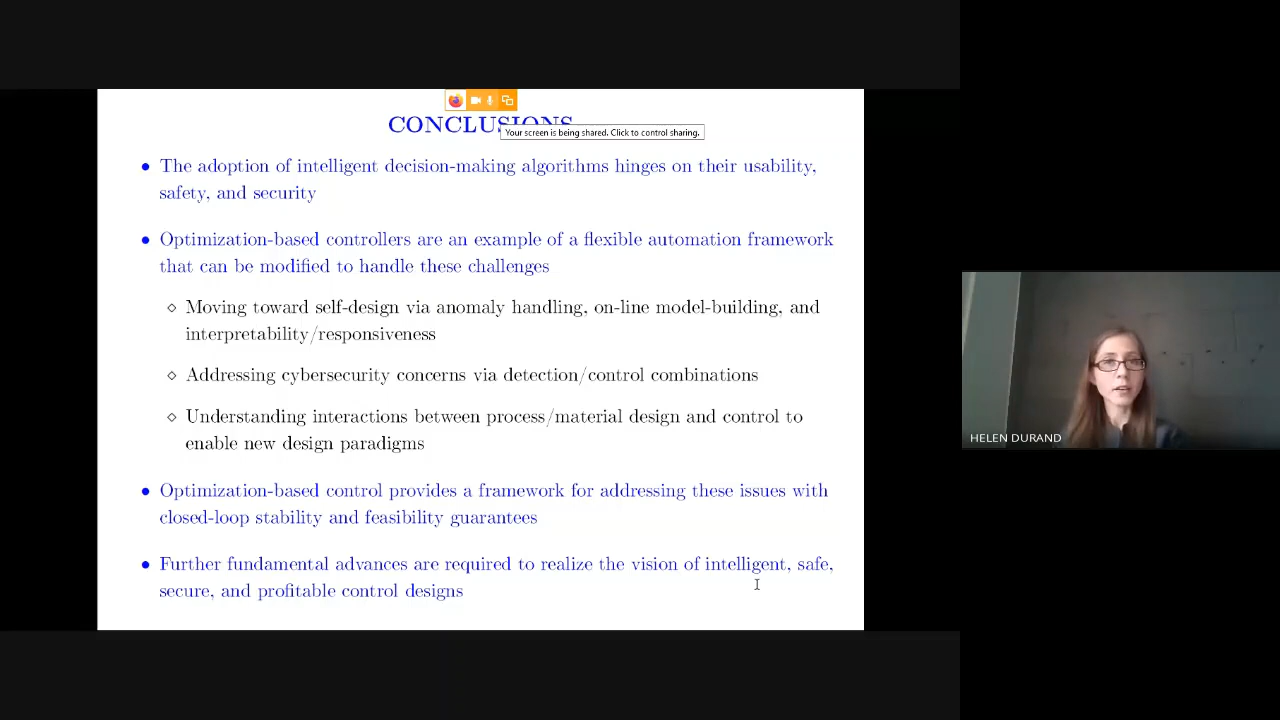 CONCLUSIONS
Your screen is being shared. Click to control sharing.
• The adoption of intelligent decision-making algorithms hinges on their usability,
safety, and security
• Optimization-based controllers are an example of a flexible automation framework
that can be modified to handle these challenges
⋄ Moving toward self-design via anomaly handling, on-line model-building, and
interpretability/responsiveness
⋄ Addressing cybersecurity concerns via detection/control combinations
⋄ Understanding interactions between process/material design and control to
enable new design paradigms
• Optimization-based control provides a framework for addressing these issues with
closed-loop stability and feasibility guarantees
• Further fundamental advances are required to realize the vision of intelligent, safe,
secure, and profitable control designs
HELEN DURAND